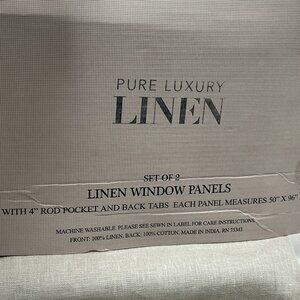 PURE LUXURY
LINEN
SET OF 2
LINEN WINDOW PANELS
WITH 4" ROD POCKET AND BACK TABS EACH PANEL MEASURES 50" X 96"
MACHINE WASHABLE. PLEASE SEE SEWN IN LABEL FOR CARE INSTRUCTIONS
FRONT: 100% LINEN. BACK: 100% COTTON. MADE IN INDIA. RN 75343